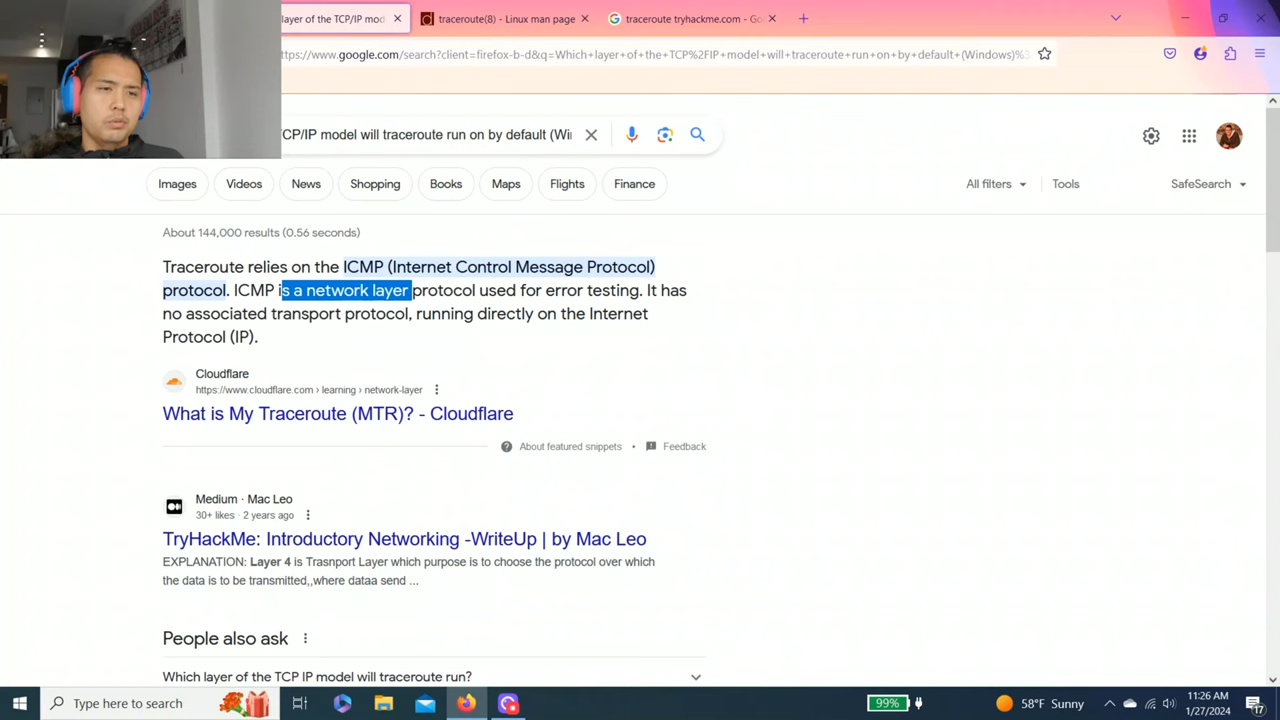 layer of the TCP/IP mod
traceroute(8) - Linux man page
traceroute tryhackme.com - Go
ttps://www.google.com/search?client=firefox-b-d&q=Which+layer+of+the+TCP%2FIP+model+will+traceroute+run+on+by+default+(Windows)%
CP/IP model will traceroute run on by default (Wi
Images
Videos
News
Shopping
Books
Maps
Flights
Finance
All filters
Tools
SafeSearch
About 144,000 results (0.56 seconds)
Traceroute relies on the ICMP (Internet Control Message Protocol)
protocol. ICMP is a network layer protocol used for error testing. It has
no associated transport protocol, running directly on the Internet
Protocol (IP).
Cloudflare
https://www.cloudflare.com › learning › network-layer
What is My Traceroute (MTR)? - Cloudflare
About featured snippets • Feedback
Medium · Mac Leo
30+ likes · 2 years ago
TryHackMe: Introductory Networking -WriteUp | by Mac Leo
EXPLANATION: Layer 4 is Trasnport Layer which purpose is to choose the protocol over which
the data is to be transmitted,,where dataa send ...
People also ask
Which layer of the TCP IP model will traceroute run?
Type here to search
99%
58°F Sunny
11:26 AM
1/27/2024
17